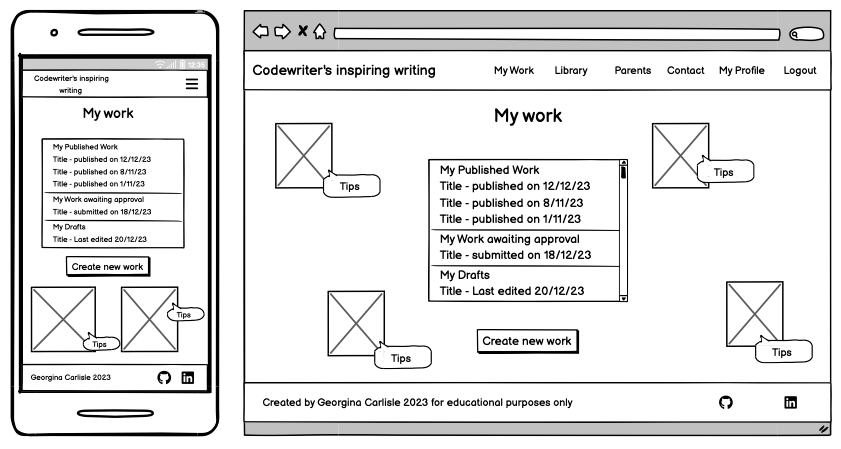 12:35
Codewriter's inspiring
writing
My work
My Published Work
Title - published on 12/12/23
Title - published on 8/11/23
Title - published on 1/11/23
My Work awaiting approval
Title - submitted on 18/12/23
My Drafts
Title - Last edited 20/12/23
Create new work
Tips
Tips
Georgina Carlisle 2023
in
Codewriter's inspiring writing
My Work Library Parents Contact My Profile Logout
My work
Tips
Tips
My Published Work
Title - published on 12/12/23
Title - published on 8/11/23
Title - published on 1/11/23
My Work awaiting approval
Title - submitted on 18/12/23
My Drafts
Title - Last edited 20/12/23
Tips
Tips
Create new work
Created by Georgina Carlisle 2023 for educational purposes only
in